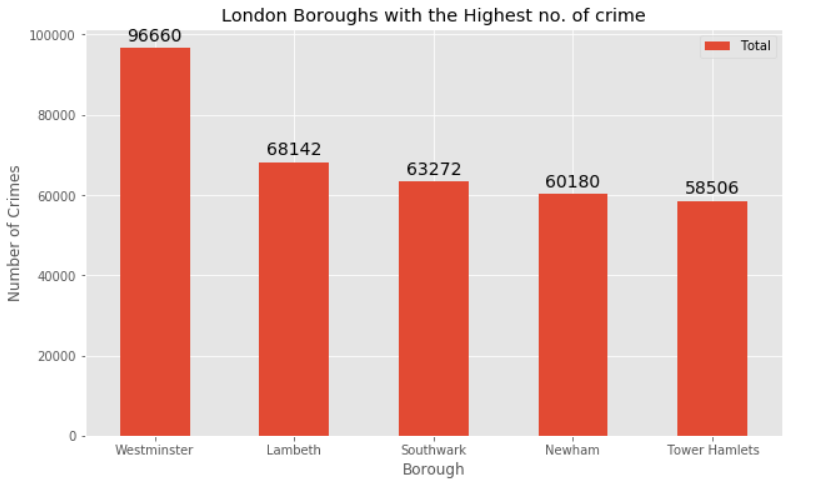 London Boroughs with the Highest no. of crime
Total
Number of Crimes
100000
80000
60000
40000
20000
0
96660
68142
63272
60180
58506
Westminster
Lambeth
Southwark
Newham
Tower Hamlets
Borough